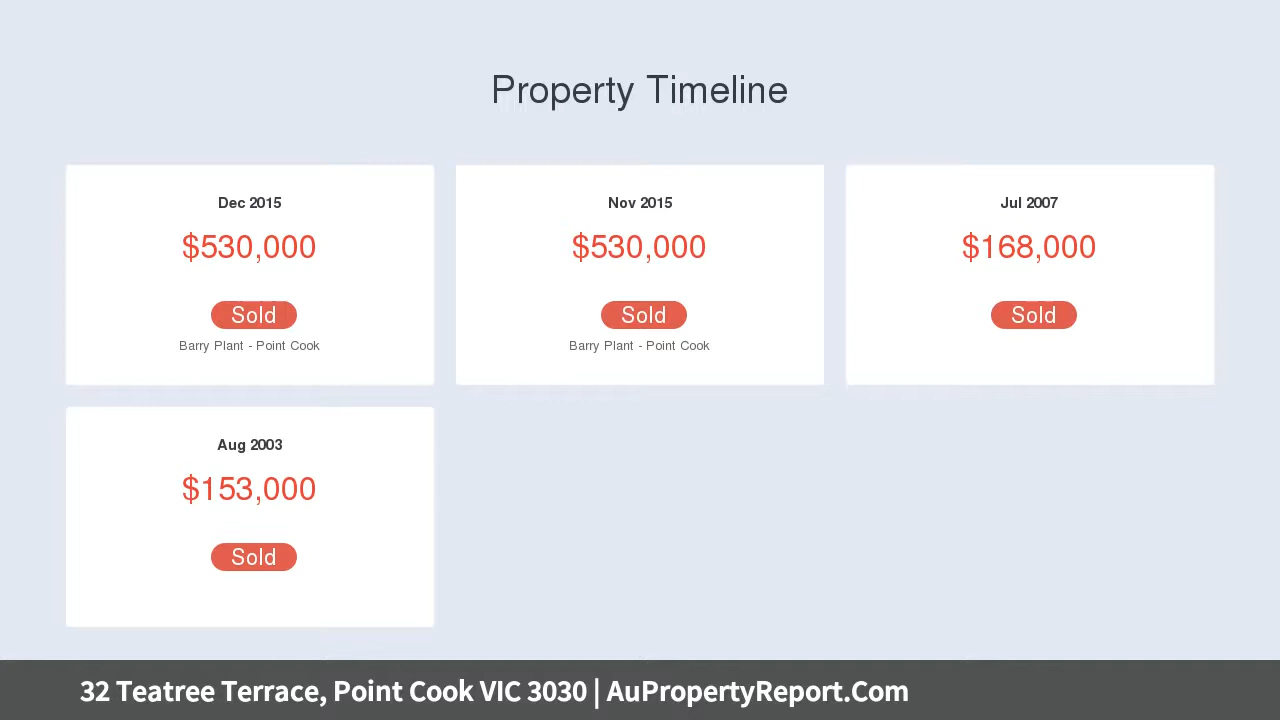 Property Timeline
Dec 2015
$530,000
Sold
Barry Plant - Point Cook
Nov 2015
$530,000
Sold
Barry Plant - Point Cook
Jul 2007
$168,000
Sold
Aug 2003
$153,000
Sold
32 Teatree Terrace, Point Cook VIC 3030 | AuPropertyReport.Com